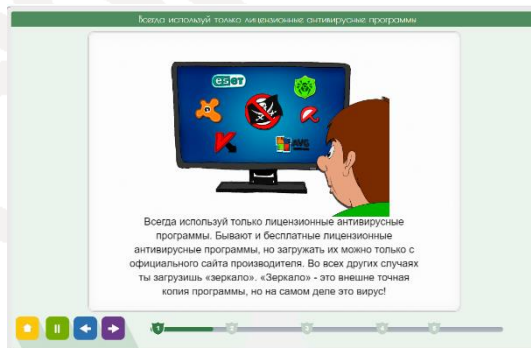 Всегда используй только лицензионные антивирусные программы
eset
AVG
Всегда используй только лицензионные антивирусные
программы. Бывают и бесплатные лицензионные
антивирусные программы, но загружать их можно только с
официального сайта производителя. Во всех других случаях
ты загрузишь «зеркало». «Зеркало» - это внешне точная
копия программы, но на самом деле это вирус!
1